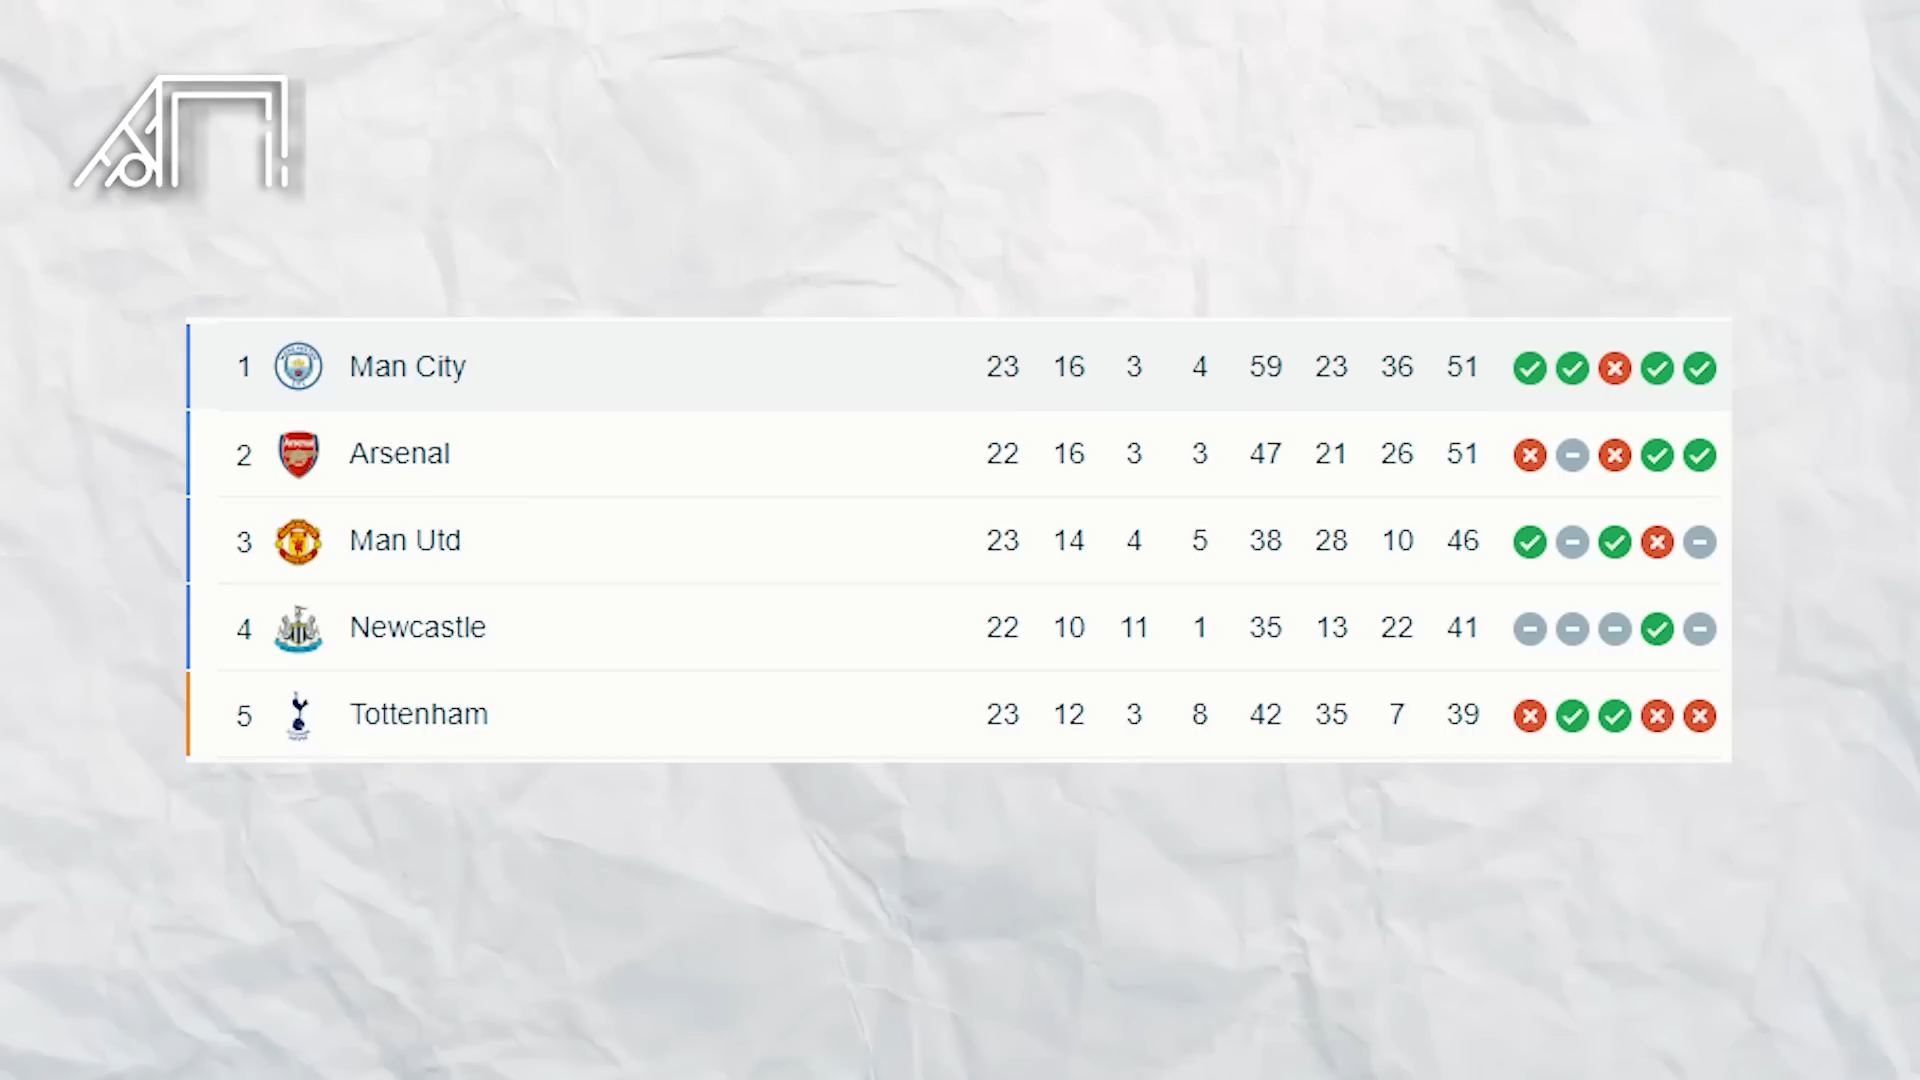 1 Man City 23 16 3 4 59 23 36 51
2 Arsenal 22 16 3 3 47 21 26 51
3 Man Utd 23 14 4 5 38 28 10 46
4 Newcastle 22 10 11 1 35 13 22 41
5 Tottenham 23 12 3 8 42 35 7 39